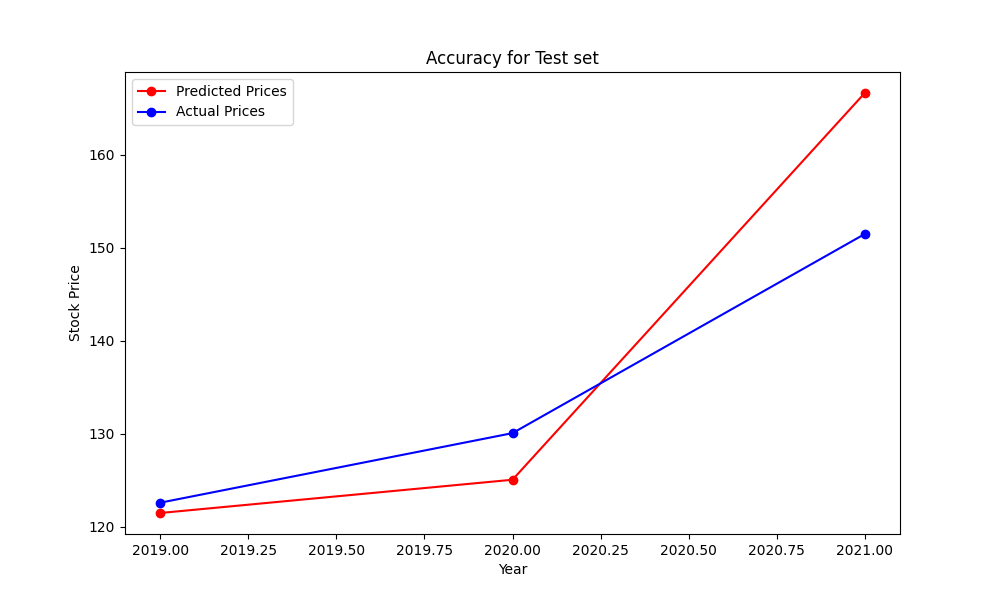 Accuracy for Test set
Predicted Prices
Actual Prices
160
150
140
130
120
Stock Price
2019.00 2019.25 2019.50 2019.75 2020.00 2020.25 2020.50 2020.75 2021.00
Year